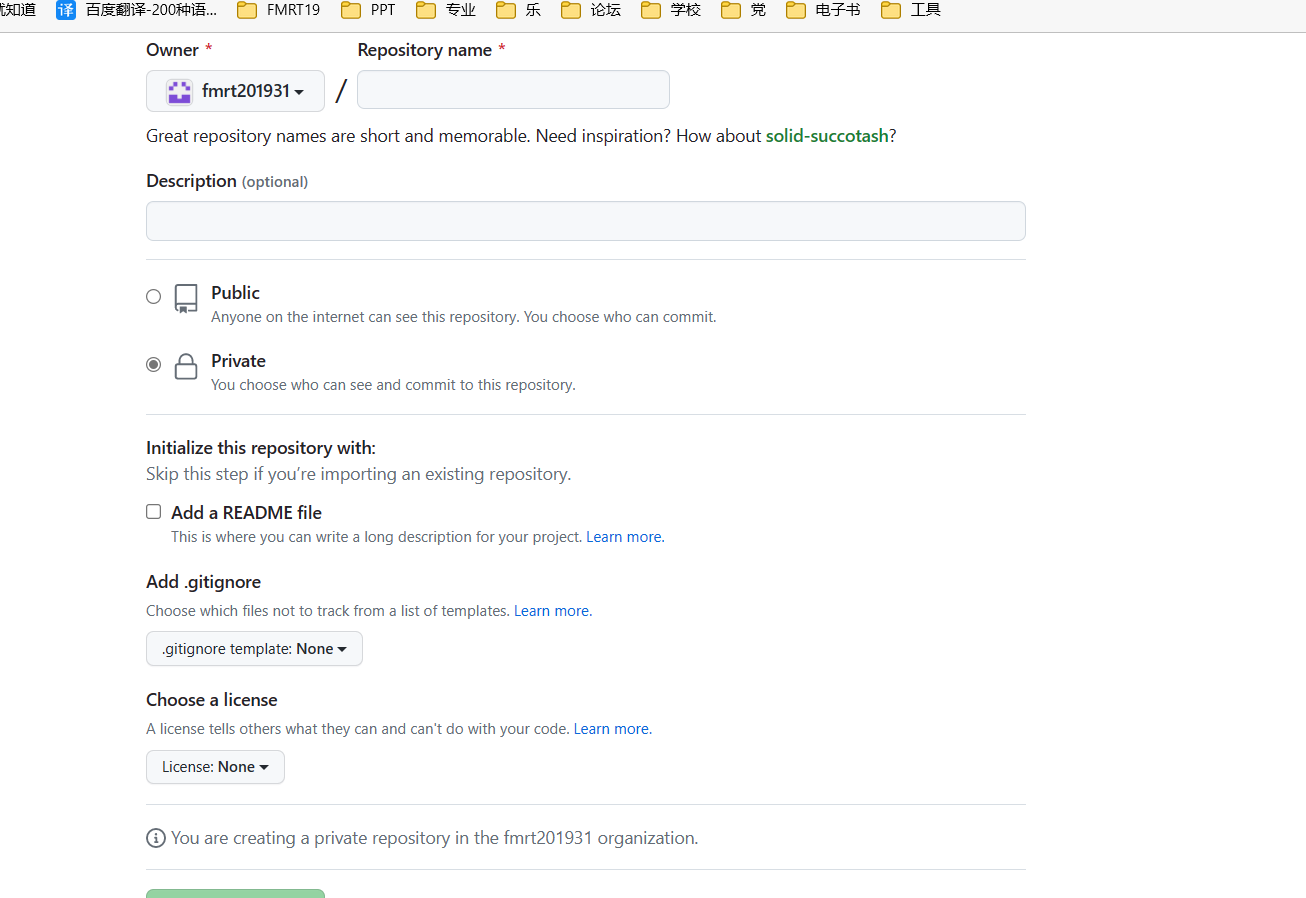 知道 译 百度翻译-200种语... FMRT19 PPT 专业 乐 论坛 学校 党 电子书 工具
Owner * Repository name *
fmrt201931 /
Great repository names are short and memorable. Need inspiration? How about solid-succotash?
Description (optional)
Public
Anyone on the internet can see this repository. You choose who can commit.
Private
You choose who can see and commit to this repository.
Initialize this repository with:
Skip this step if you’re importing an existing repository.
Add a README file
This is where you can write a long description for your project. Learn more.
Add .gitignore
Choose which files not to track from a list of templates. Learn more.
.gitignore template: None
Choose a license
A license tells others what they can and can't do with your code. Learn more.
License: None
You are creating a private repository in the fmrt201931 organization.